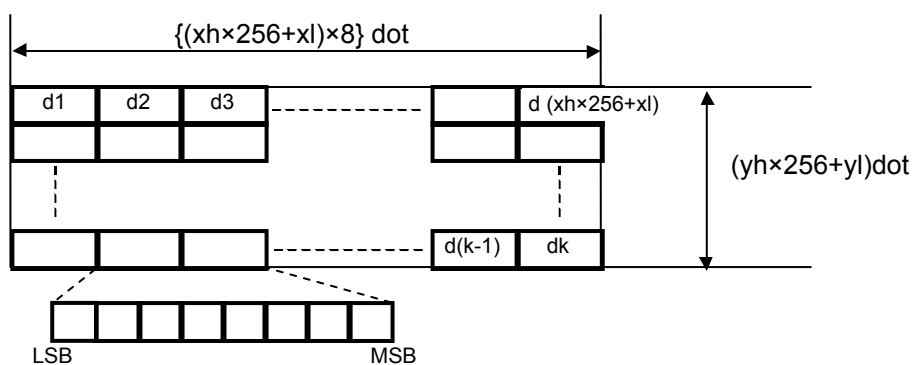 {(xh×256+xl)×8} dot
d1 d2 d3 d (xh×256+xl)
(yh×256+yl)dot
d(k-1) dk
LSB MSB